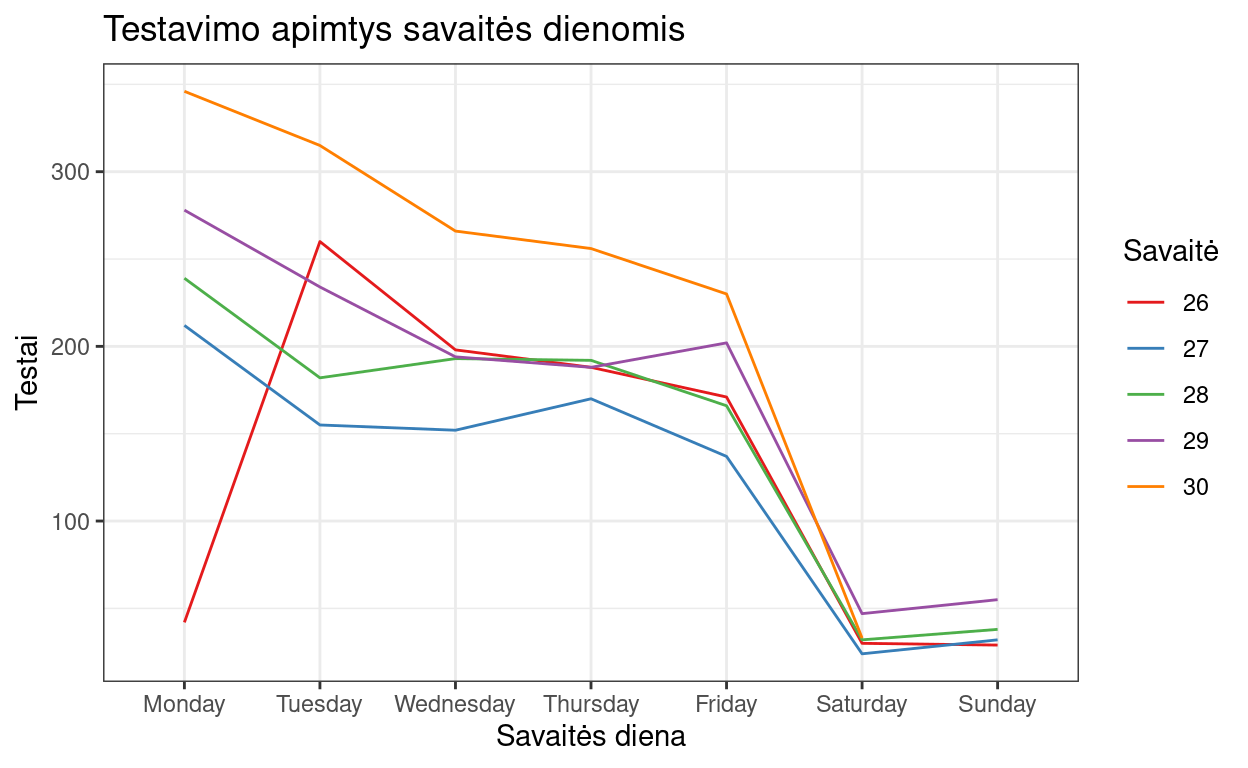 Testavimo apimtys savaitės dienomis
300
200
100
Testai
Monday Tuesday Wednesday Thursday Friday Saturday Sunday
Savaitės diena
Savaitė
26
27
28
29
30